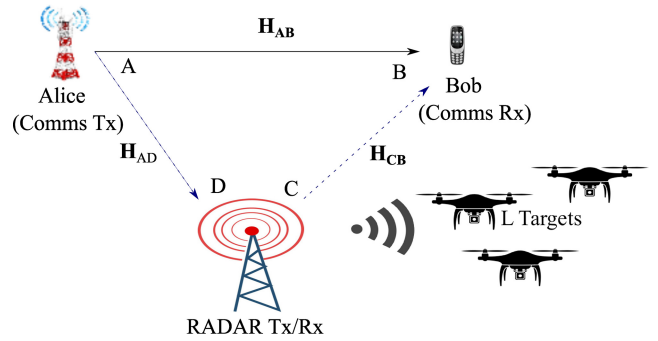 H_AB
A
B
Alice
(Comms Tx)
Bob
(Comms Rx)
H_AD
H_CB
D
C
L Targets
RADAR Tx/Rx